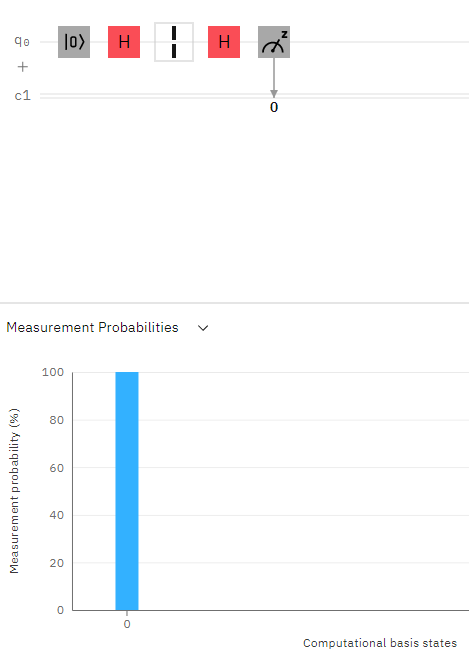 q0 |0⟩ H H z
+
c1
0
Measurement Probabilities
Measurement probability (%)
100
80
60
40
20
0
0
Computational basis states